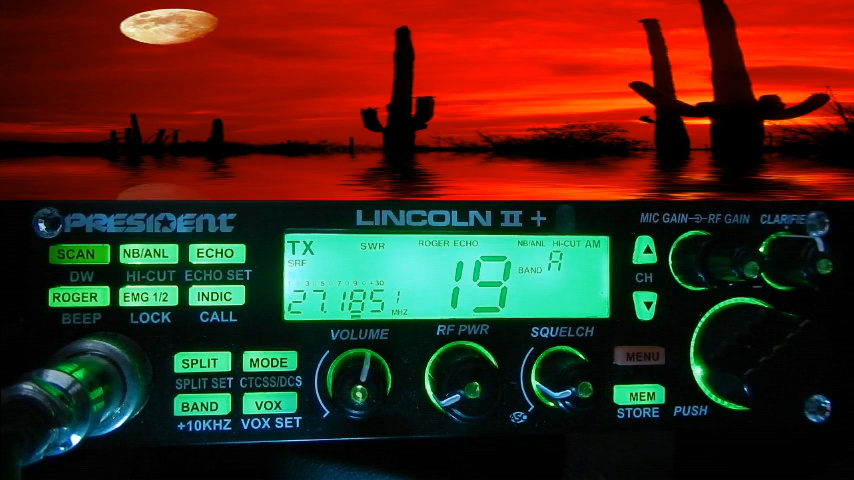 PRESIDENT LINCOLN II + MIC GAIN RF GAIN CLARIFIE
SCAN NB/ANL ECHO
DW HI-CUT ECHO SET
ROGER EMG 1/2 INDIC
BEEP LOCK CALL
TX SWR ROGER ECHO NB/ANL HI-CUT AM
SRF
19 BAND A
27.1851 MHZ
CH
VOLUME RF PWR SQUELCH
SPLIT MODE
SPLIT SET CTCSS/DCS
BAND VOX
+10KHZ VOX SET
MENU
MEM
STORE PUSH